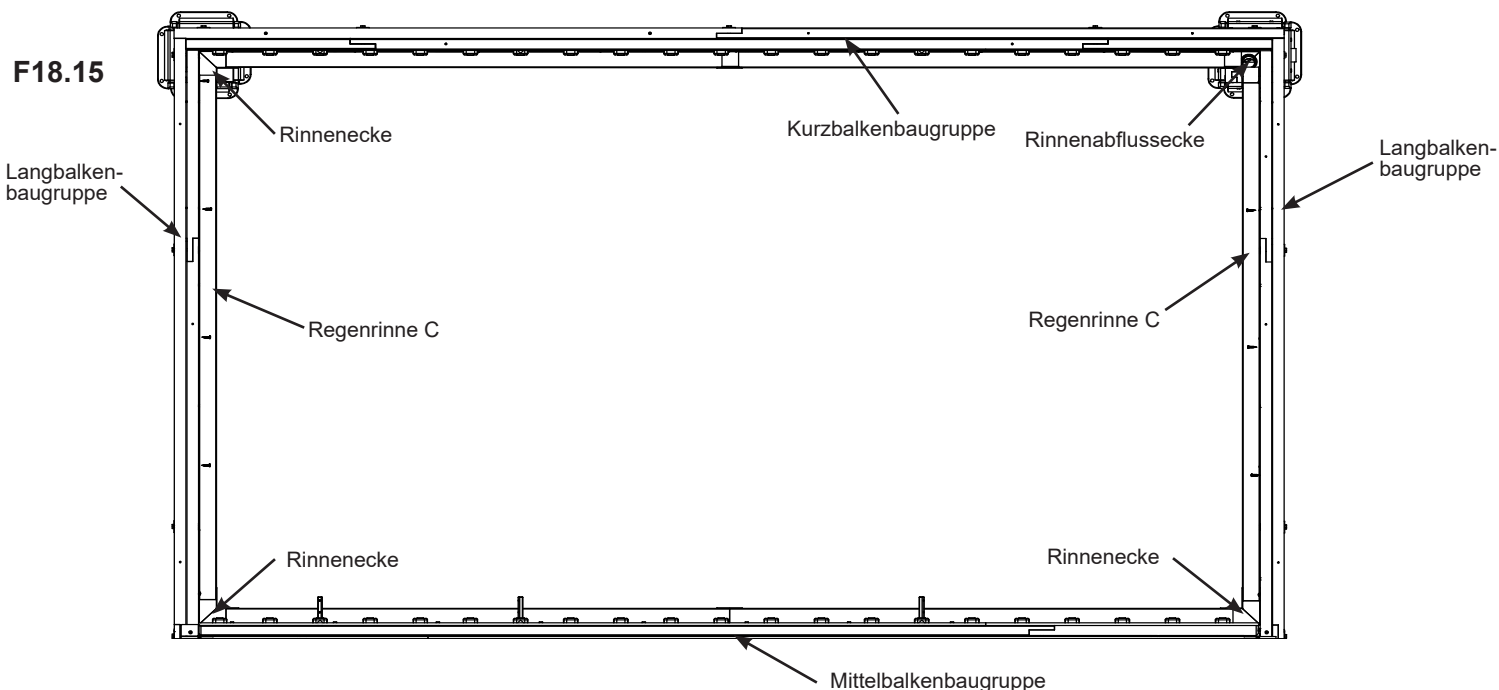 F18.15
Rinnenecke
Kurzbalkenbaugruppe
Rinnenabflussecke
Langbalken-
baugruppe
Langbalken-
baugruppe
Regenrinne C
Regenrinne C
Rinnenecke
Rinnenecke
Mittelbalkenbaugruppe